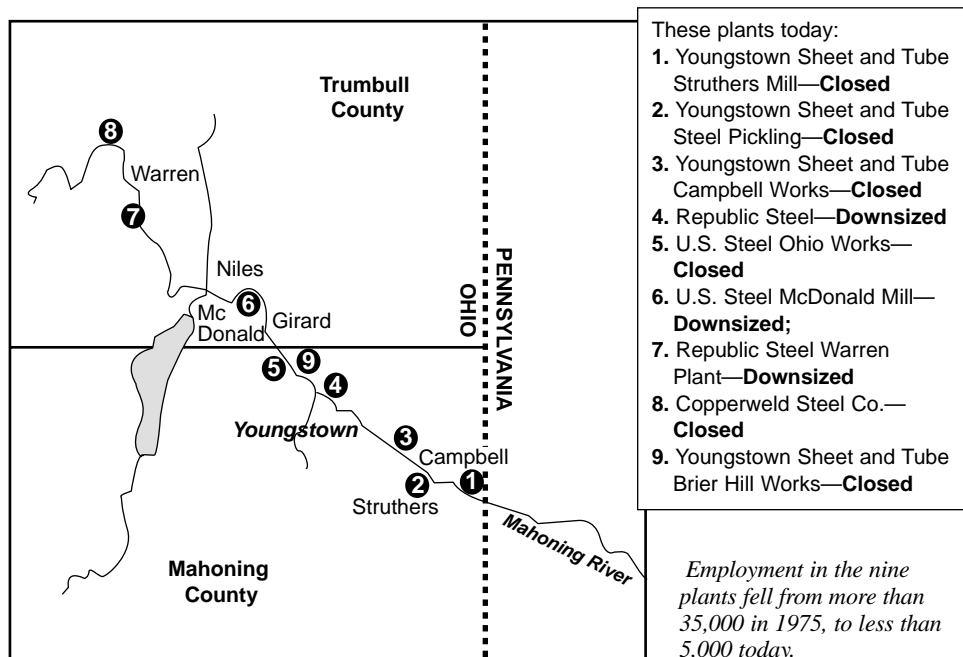 Trumbull
County
8
Warren
7
Niles
6
Mc
Donald
Girard
OHIO
PENNSYLVANIA
5
9
4
Youngstown
3
Campbell
2
1
Struthers
Mahoning River
Mahoning
County
These plants today:
1. Youngstown Sheet and Tube
Struthers Mill—Closed
2. Youngstown Sheet and Tube
Steel Pickling—Closed
3. Youngstown Sheet and Tube
Campbell Works—Closed
4. Republic Steel—Downsized
5. U.S. Steel Ohio Works—
Closed
6. U.S. Steel McDonald Mill—
Downsized;
7. Republic Steel Warren
Plant—Downsized
8. Copperweld Steel Co.—
Closed
9. Youngstown Sheet and Tube
Brier Hill Works—Closed
Employment in the nine
plants fell from more than
35,000 in 1975, to less than
5,000 today.